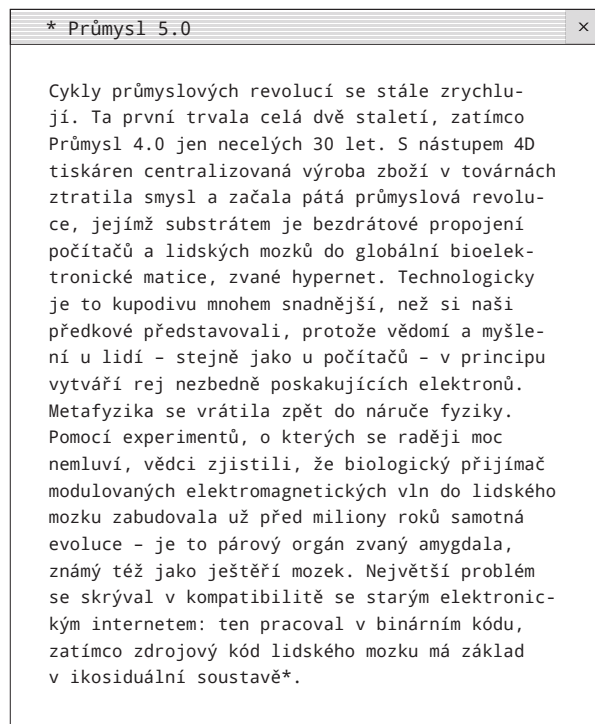 * Průmysl 5.0 ×
Cykly průmyslových revolucí se stále zrychlu-
jí. Ta první trvala celá dvě staletí, zatímco
Průmysl 4.0 jen necelých 30 let. S nástupem 4D
tiskáren centralizovaná výroba zboží v továrnách
ztratila smysl a začala pátá průmyslová revolu-
ce, jejímž substrátem je bezdrátové propojení
počítačů a lidských mozků do globální bioelek-
tronické matice, zvané hypernet. Technologicky
je to kupodivu mnohem snadnější, než si naši
předkové představovali, protože vědomí a myšle-
ní u lidí – stejně jako u počítačů – v principu
vytváří rej nezbedně poskakujících elektronů.
Metafyzika se vrátila zpět do náruče fyziky.
Pomocí experimentů, o kterých se raději moc
nemluví, vědci zjistili, že biologický přijímač
modulovaných elektromagnetických vln do lidského
mozku zabudovala už před miliony roků samotná
evoluce – je to párový orgán zvaný amygdala,
známý též jako ještěří mozek. Největší problém
se skrýval v kompatibilitě se starým elektronic-
kým internetem: ten pracoval v binárním kódu,
zatímco zdrojový kód lidského mozku má základ
v ikosiduální soustavě*.